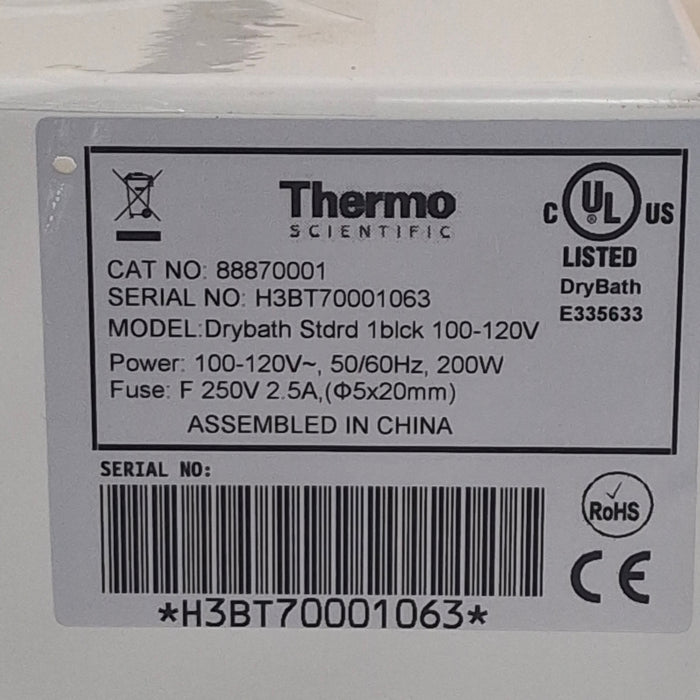 Thermo
SCIENTIFIC
C UL ® US
LISTED
DryBath
E335633
CAT NO: 88870001
SERIAL NO: H3BT70001063
MODEL:Drybath Stdrd 1blck 100-120V
Power: 100-120V~, 50/60Hz, 200W
Fuse: F 250V 2.5A,(Φ5x20mm)
ASSEMBLED IN CHINA
SERIAL NO:
*H3BT70001063*
RoHS
CE